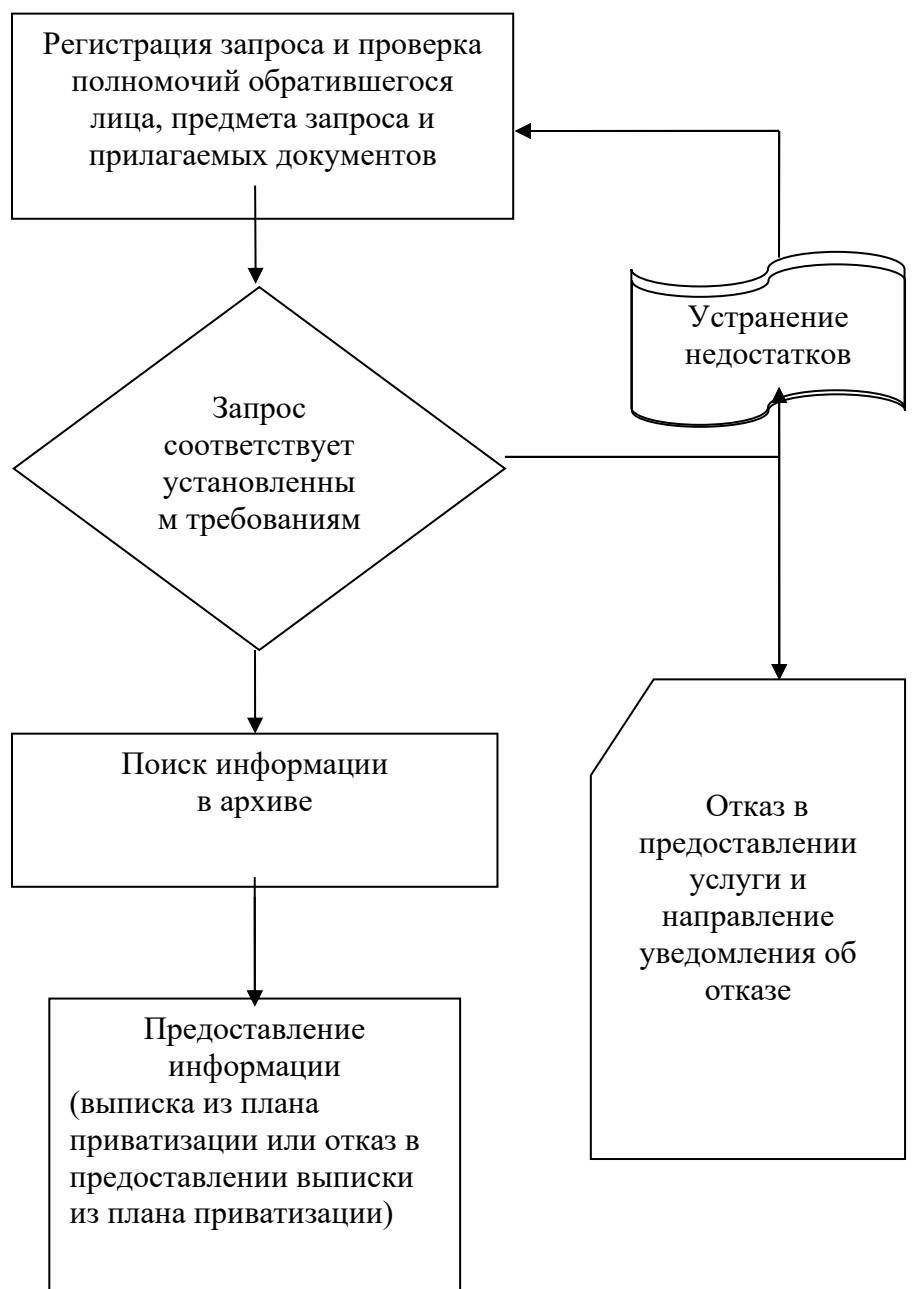 Регистрация запроса и проверка
полномочий обратившегося
лица, предмета запроса и
прилагаемых документов
Устранение
недостатков
Запрос
соответствует
установленны
м требованиям
Поиск информации
в архиве
Отказ в
предоставлении
услуги и
направление
уведомления об
отказе
Предоставление
информации
(выписка из плана
приватизации или отказ в
предоставлении выписки
из плана приватизации)